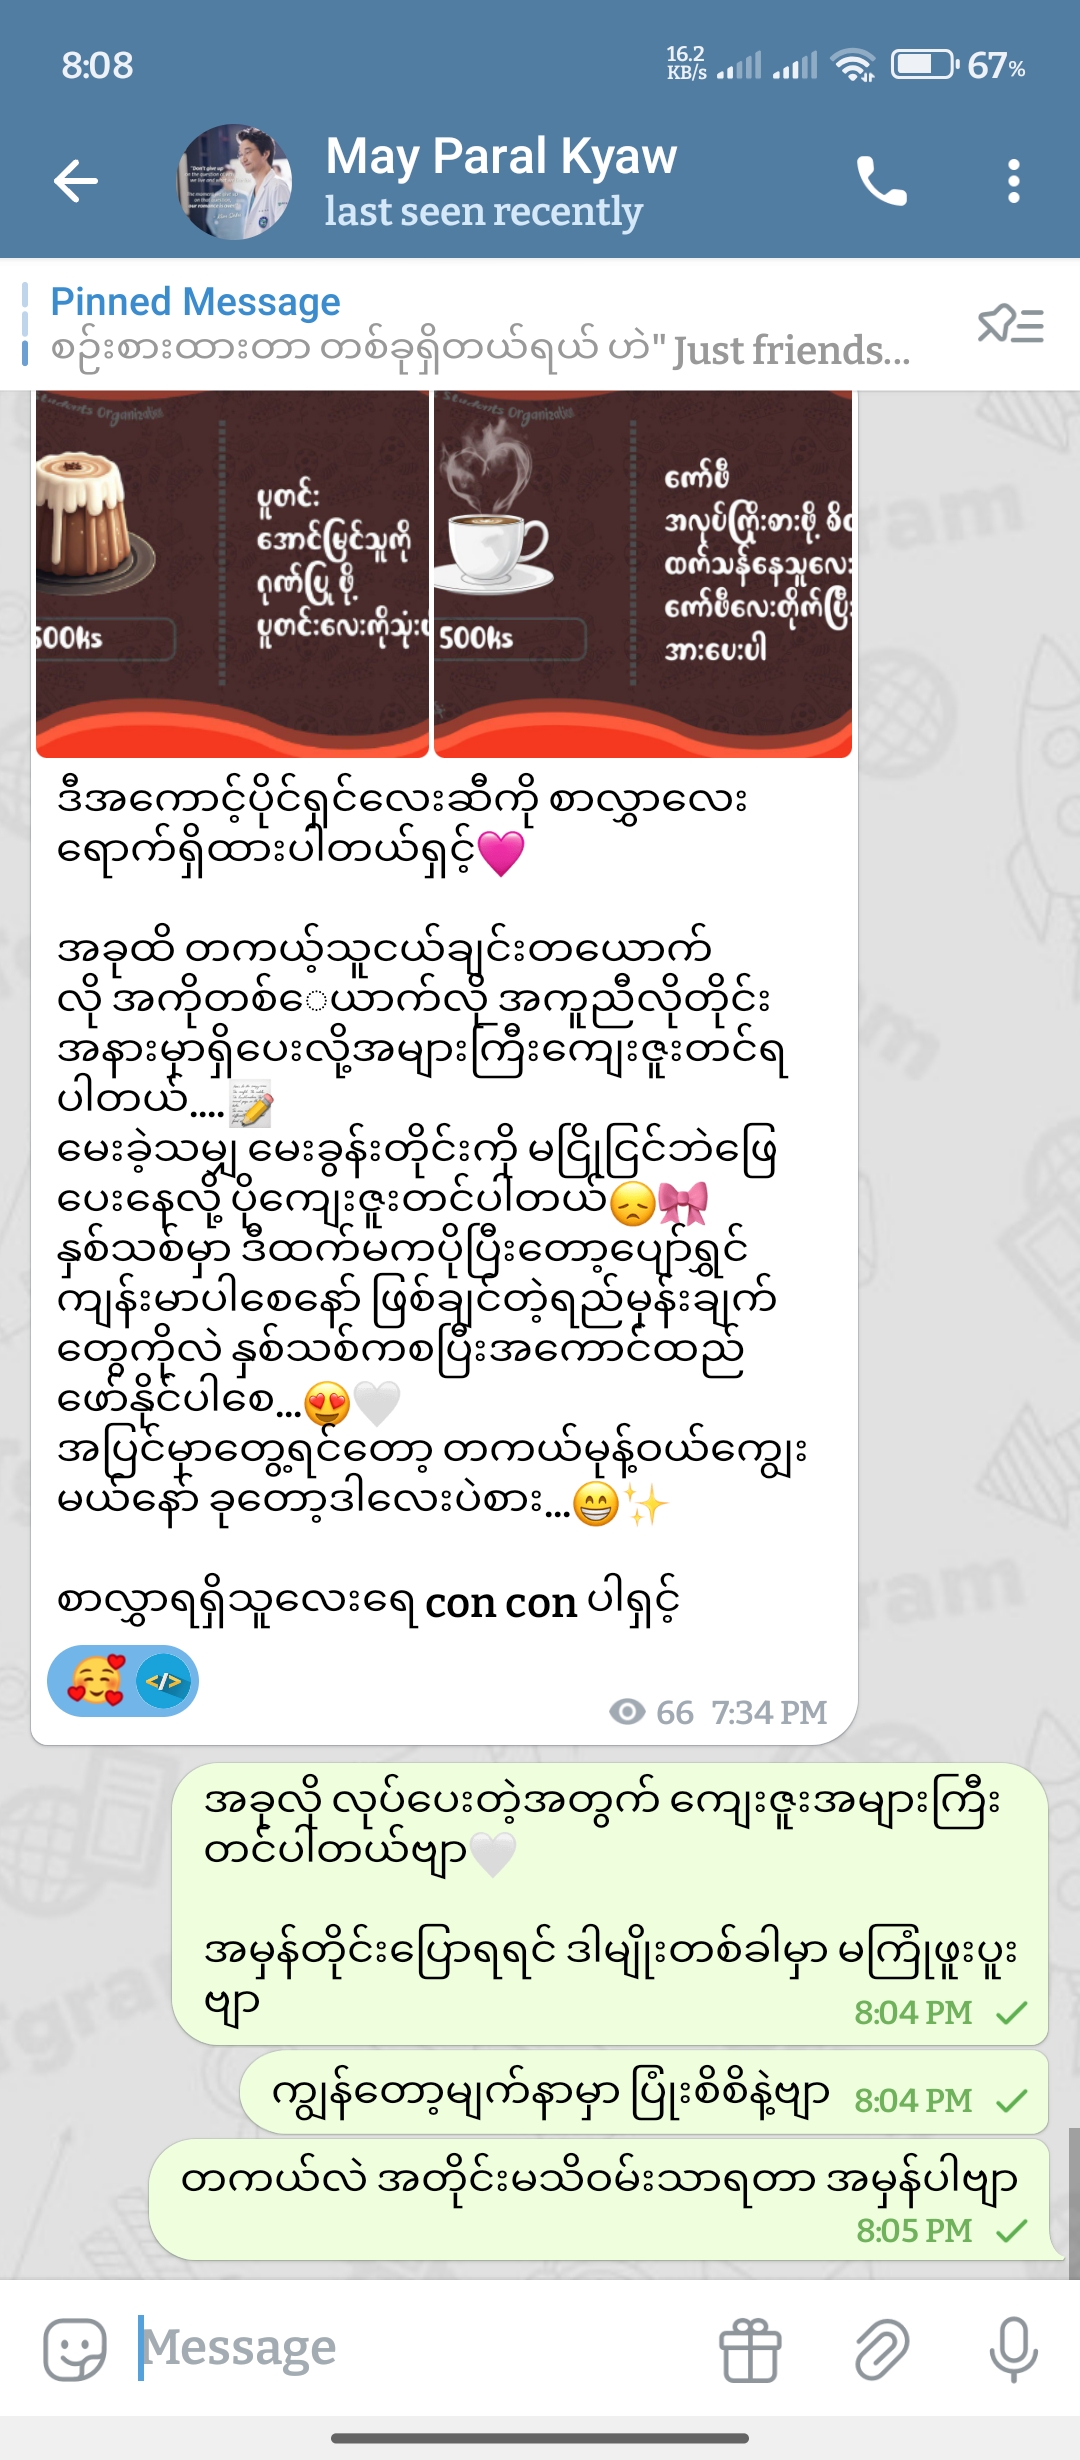 8:08
16.2
KB/s
67%
May Paral Kyaw
last seen recently
Pinned Message
စဉ်းစားထားတာ တစ်ခုရှိတယ်ရယ် ဟဲ" Just friends...
Students Organization
ပူတင်း
အောင်မြင်သူကို
ဂုဏ်ပြု ဖို့
ပူတင်းလေးကိုသုံး
500ks
Students Organization
ကော်ဖီ
အလုပ်ကြိုးစားဖို့
ထက်သန်နေသူလေး
ကော်ဖီလေးတိုက်ပြီး
အားပေးပါ
500ks
ဒီအကောင့်ပိုင်ရှင်လေးဆီကို စာလွှာလေး
ရောက်ရှိထားပါတယ်ရှင့်🩷
အခုထိ တကယ့်သူငယ်ချင်းတယောက်
လို အကိုတစ်ေယာက်လို အကူညီလိုတိုင်း
အနားမှာရှိပေးလို့အများကြီးကျေးဇူးတင်ရ
ပါတယ်....📝
မေးခဲ့သမျှ မေးခွန်းတိုင်းကို မငြိုငြင်ဘဲဖြေ
ပေးနေလို့ ပိုကျေးဇူးတင်ပါတယ်😞🎀
နှစ်သစ်မှာ ဒီထက်မကပိုပြီးတော့ပျော်ရွှင်
ကျန်းမာပါစေနော် ဖြစ်ချင်တဲ့ရည်မှန်းချက်
တွေကိုလဲ နှစ်သစ်ကစပြီးအကောင်ထည်
ဖော်နိုင်ပါစေ...😍🤍
အပြင်မှာတွေ့ရင်တော့ တကယ်မုန့်ဝယ်ကျွေး
မယ်နော် ခုတော့ဒါလေးပဲစား...😁✨
စာလွှာရရှိသူလေးရေ con con ပါရှင့်
66 7:34 PM
အခုလို လုပ်ပေးတဲ့အတွက် ကျေးဇူးအများကြီး
တင်ပါတယ်ဗျာ🤍
အမှန်တိုင်းပြောရရင် ဒါမျိုးတစ်ခါမှာ မကြုံဖူးပူး
ဗျာ
8:04 PM
ကျွန်တော့မျက်နာမှာ ပြုံးစိစိနဲ့ဗျာ 8:04 PM
တကယ်လဲ အတိုင်းမသိဝမ်းသာရတာ အမှန်ပါဗျာ
8:05 PM
Message